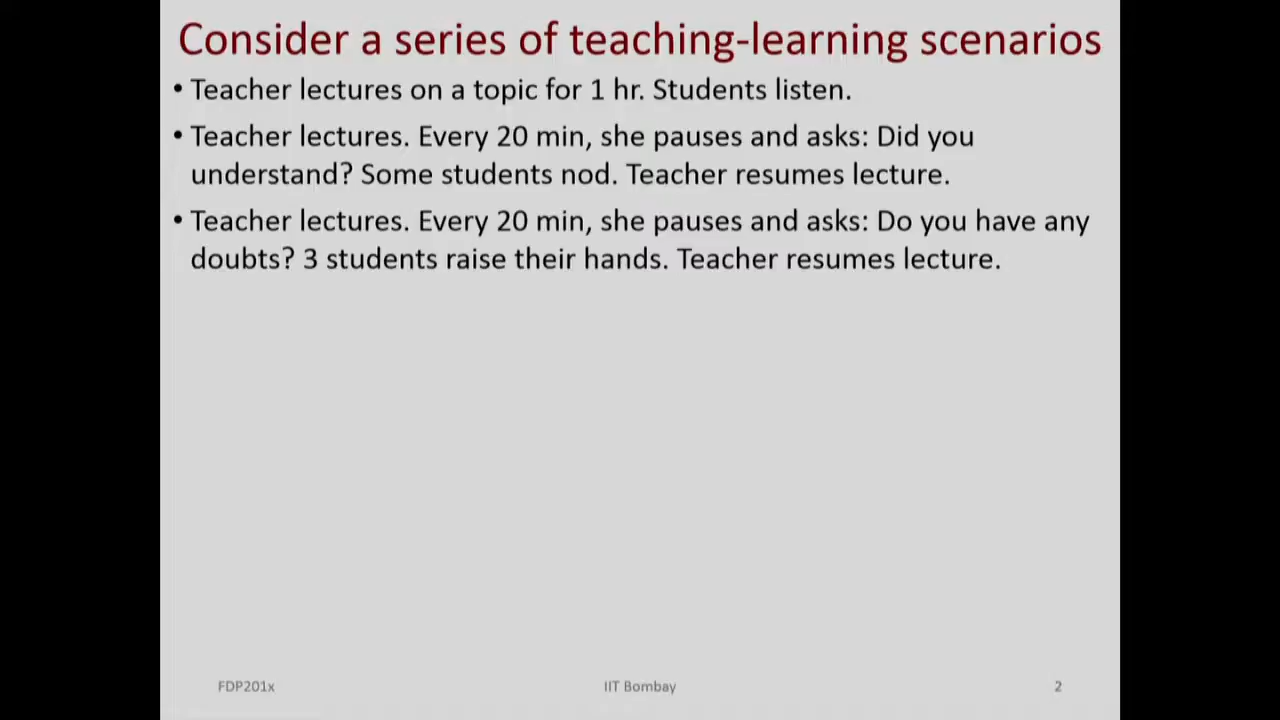 Consider a series of teaching-learning scenarios
• Teacher lectures on a topic for 1 hr. Students listen.
• Teacher lectures. Every 20 min, she pauses and asks: Did you
understand? Some students nod. Teacher resumes lecture.
• Teacher lectures. Every 20 min, she pauses and asks: Do you have any
doubts? 3 students raise their hands. Teacher resumes lecture.
FDP201x
IIT Bombay
2